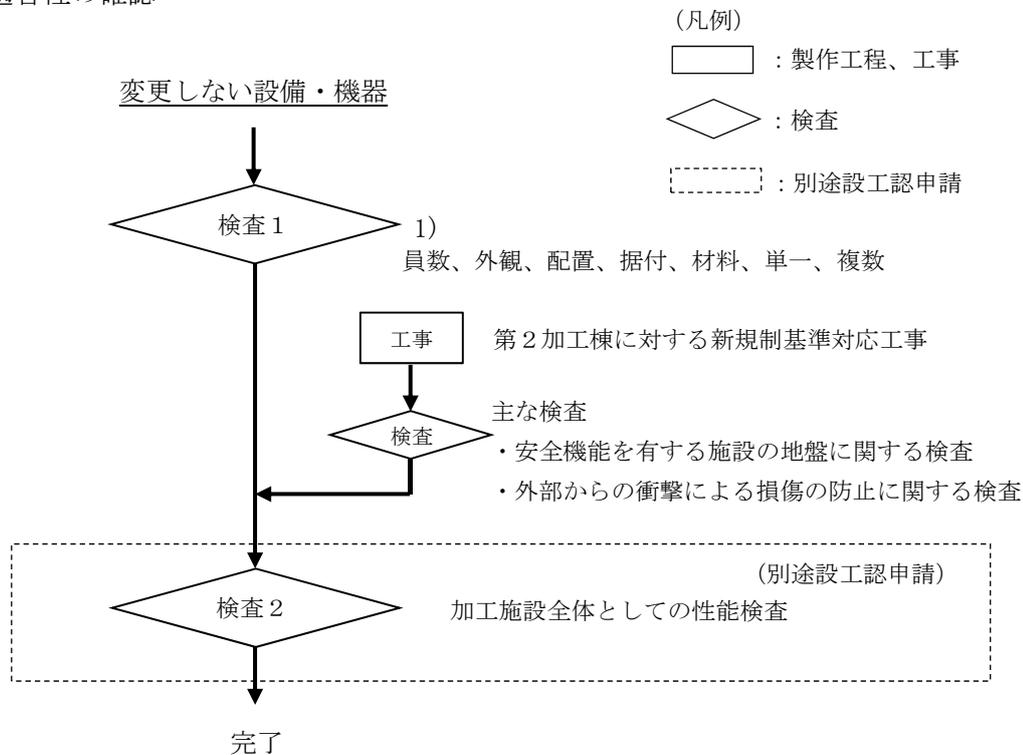 (凡例)
：製作工程、工事
変更しない設備・機器
：検査
：別途設工認申請
検査１
1)
員数、外観、配置、据付、材料、単一、複数
工事
第２加工棟に対する新規制基準対応工事
主な検査
検査
・安全機能を有する施設の地盤に関する検査
・外部からの衝撃による損傷の防止に関する検査
(別途設工認申請)
検査２
加工施設全体としての性能検査
完了